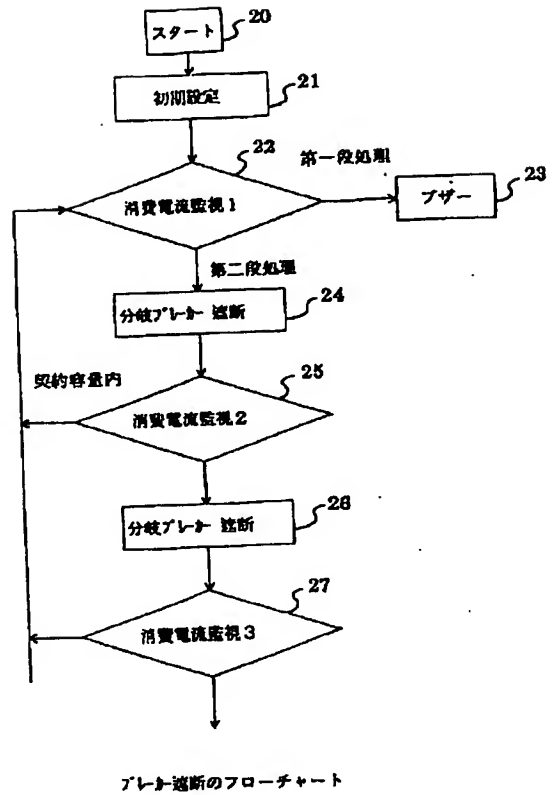 スタート
20
初期設定
21
22
第一段処理
消費電流監視1
ブザー
23
第二段処理
分岐ブレーカー 遮断
24
契約容量内
25
消費電流監視2
分岐ブレーカー 遮断
26
27
消費電流監視3
ブレーカー遮断のフローチャート